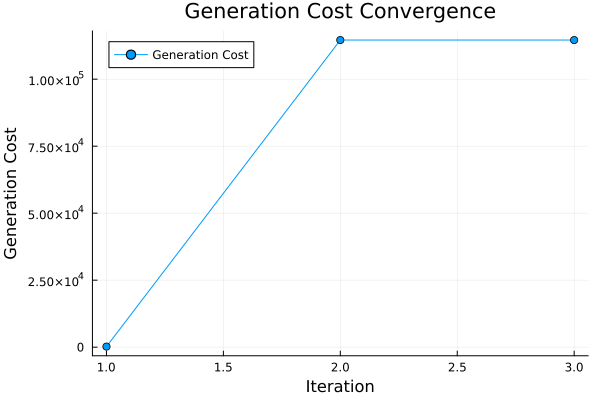 Generation Cost Convergence
Generation Cost
1.00×10⁵
7.50×10⁴
5.00×10⁴
2.50×10⁴
0
Generation Cost
1.0 1.5 2.0 2.5 3.0
Iteration